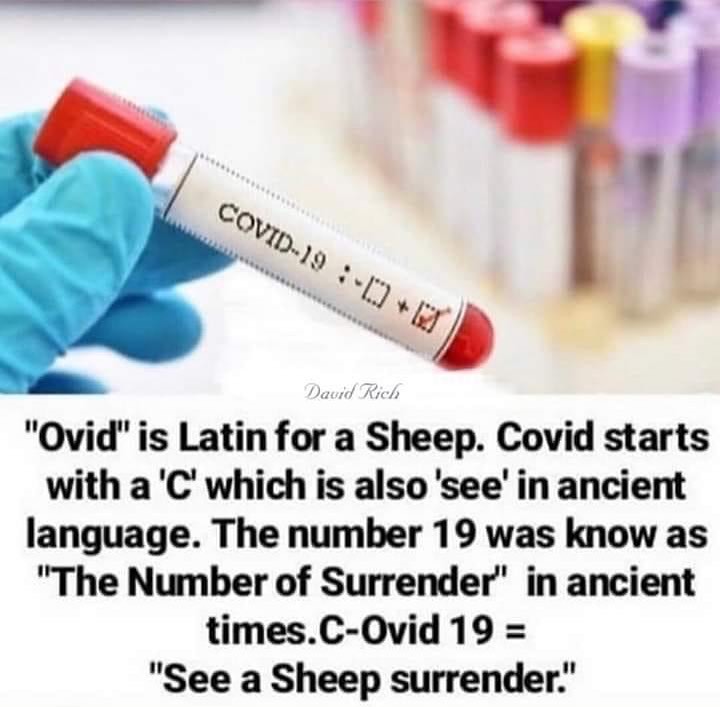 COVID-19 :-☐ +☑
David Rich
"Ovid" is Latin for a Sheep. Covid starts
with a 'C' which is also 'see' in ancient
language. The number 19 was know as
"The Number of Surrender" in ancient
times.C-Ovid 19 =
"See a Sheep surrender."